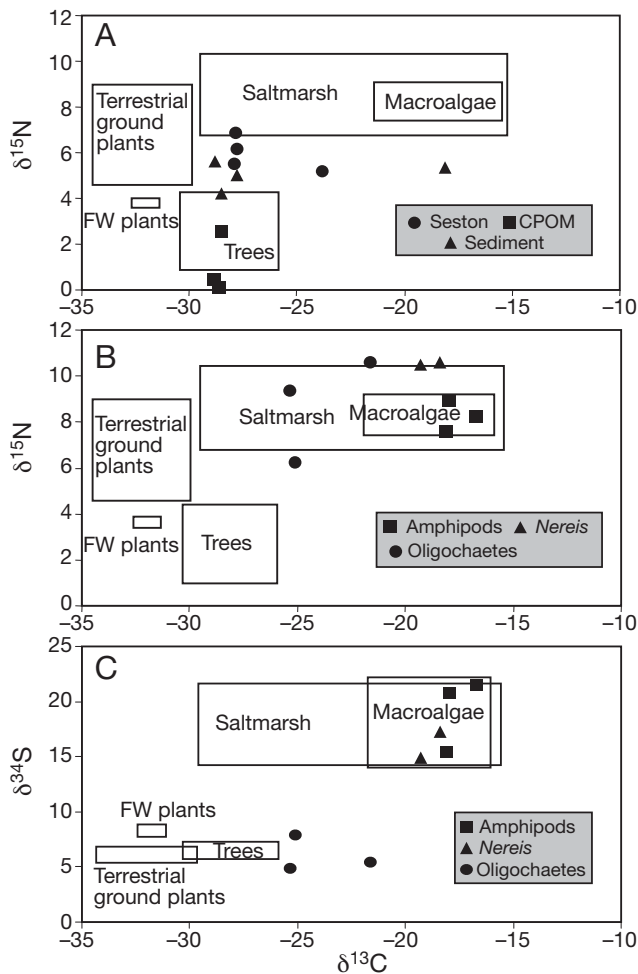 A
12
10
8
6
4
2
0
δ15N
Terrestrial
ground
plants
FW plants
Saltmarsh
Macroalgae
Trees
Seston CPOM
Sediment
–35 –30 –25 –20 –15 –10
B
12
10
8
6
4
2
0
δ15N
Terrestrial
ground
plants
FW plants
Saltmarsh
Macroalgae
Trees
Amphipods Nereis
Oligochaetes
–35 –30 –25 –20 –15 –10
C
25
20
15
10
5
0
δ34S
Saltmarsh
Macroalgae
FW plants
Trees
Terrestrial
ground plants
Amphipods
Nereis
Oligochaetes
–35 –30 –25 –20 –15 –10
δ13C